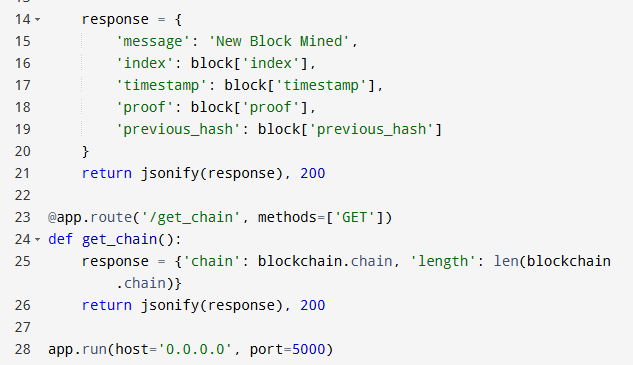 14 response = {
15 'message': 'New Block Mined',
16 'index': block['index'],
17 'timestamp': block['timestamp'],
18 'proof': block['proof'],
19 'previous_hash': block['previous_hash']
20 }
21 return jsonify(response), 200
22
23 @app.route('/get_chain', methods=['GET'])
24 def get_chain():
25 response = {'chain': blockchain.chain, 'length': len(blockchain
.chain)}
26 return jsonify(response), 200
27
28 app.run(host='0.0.0.0', port=5000)